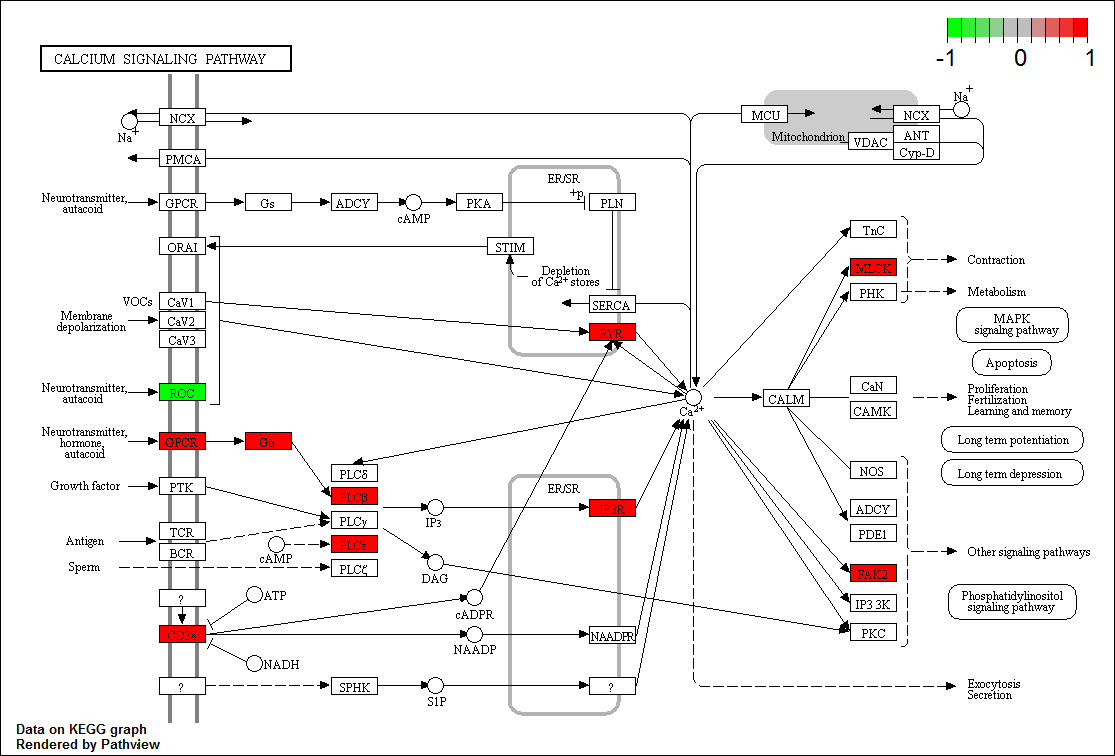 CALCIUM SIGNALING PATHWAY
-1 0 1
NCX
Na+
PMCA
MCU
Mitochondrion
NCX
Na+
VDAC
ANT
Cyp-D
Neurotransmitter,
autacoid
GPCR
Gs
ADCY
cAMP
PKA
ER/SR
+p
PLN
ORAI
STIM
Depletion
of Ca2+ stores
SERCA
RYR
VOCs
CaV1
CaV2
CaV3
Membrane
depolarization
Neurotransmitter,
autacoid
ROC
Neurotransmitter,
hormone,
autacoid
GPCR
Gq
PLCδ
PLCβ
PLCγ
PLCε
PLCζ
Growth factor
PTK
Antigen
TCR
BCR
cAMP
Sperm
IP3
DAG
ER/SR
IP3R
?
ATP
CD38
NADH
cADPR
NAADP
NAADPR
?
SPHK
S1P
?
Ca2+
CALM
TnC
MLCK
PHK
CaN
CAMK
NOS
ADCY
PDE1
FAK2
IP3 3K
PKC
Contraction
Metabolism
MAPK
signaling pathway
Apoptosis
Proliferation
Fertilization
Learning and memory
Long term potentiation
Long term depression
Other signaling pathways
Phosphatidylinositol
signaling pathway
Exocytosis
Secretion
Data on KEGG graph
Rendered by Pathview